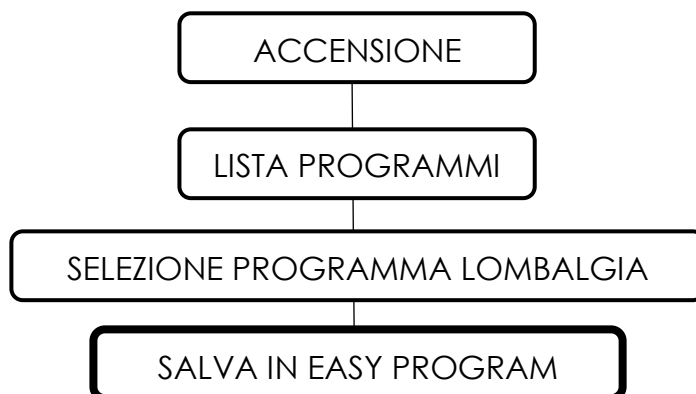 ACCENSIONE
LISTA PROGRAMMI
SELEZIONE PROGRAMMA LOMBALGIA
SALVA IN EASY PROGRAM